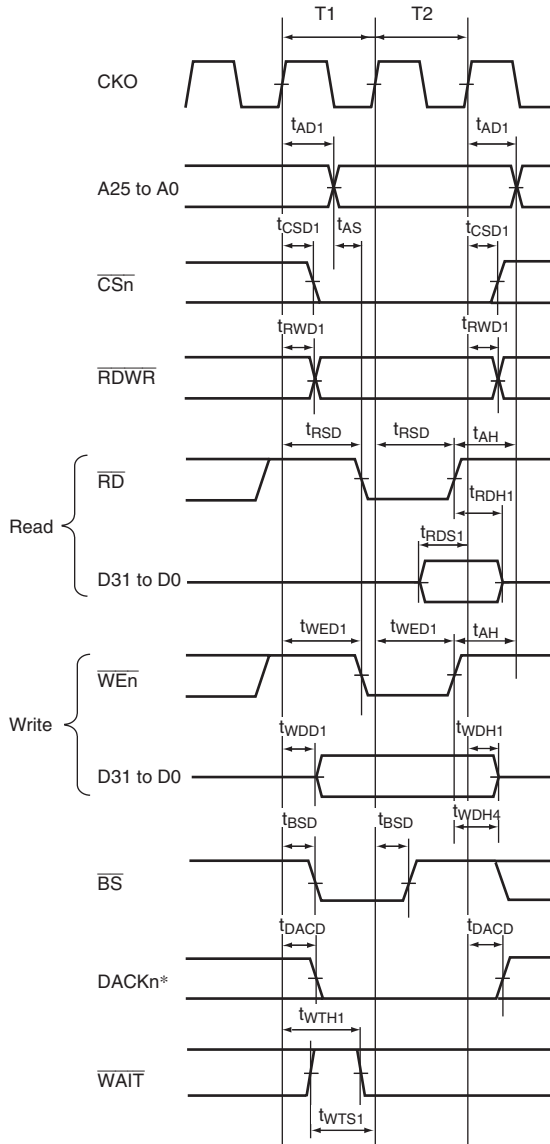 T1 T2
CKO
tAD1 tAD1
A25 to A0
tCSD1 tAS tCSD1
CSn
tRWD1 tRWD1
RDWR
tRSD tRSD tAH
RD
tRDH1
Read
tRDS1
D31 to D0
tWED1 tWED1 tAH
WEn
Write
tWDD1 tWDH1
D31 to D0
tWDH4
tBSD tBSD
BS
tDACD tDACD
DACKn*
tWTH1
WAIT
tWTS1